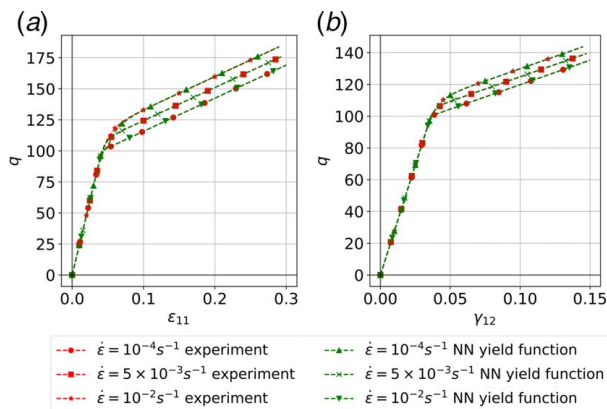 (a)
175
150
125
100
75
50
25
0
q
0.0 0.1 0.2 0.3
ε₁₁
(b)
140
120
100
80
60
40
20
0
q
0.00 0.05 0.10 0.15
γ₁₂
ε̇ = 10⁻⁴s⁻¹ experiment
ε̇ = 5 × 10⁻³s⁻¹ experiment
ε̇ = 10⁻²s⁻¹ experiment
ε̇ = 10⁻⁴s⁻¹ NN yield function
ε̇ = 5 × 10⁻³s⁻¹ NN yield function
ε̇ = 10⁻²s⁻¹ NN yield function